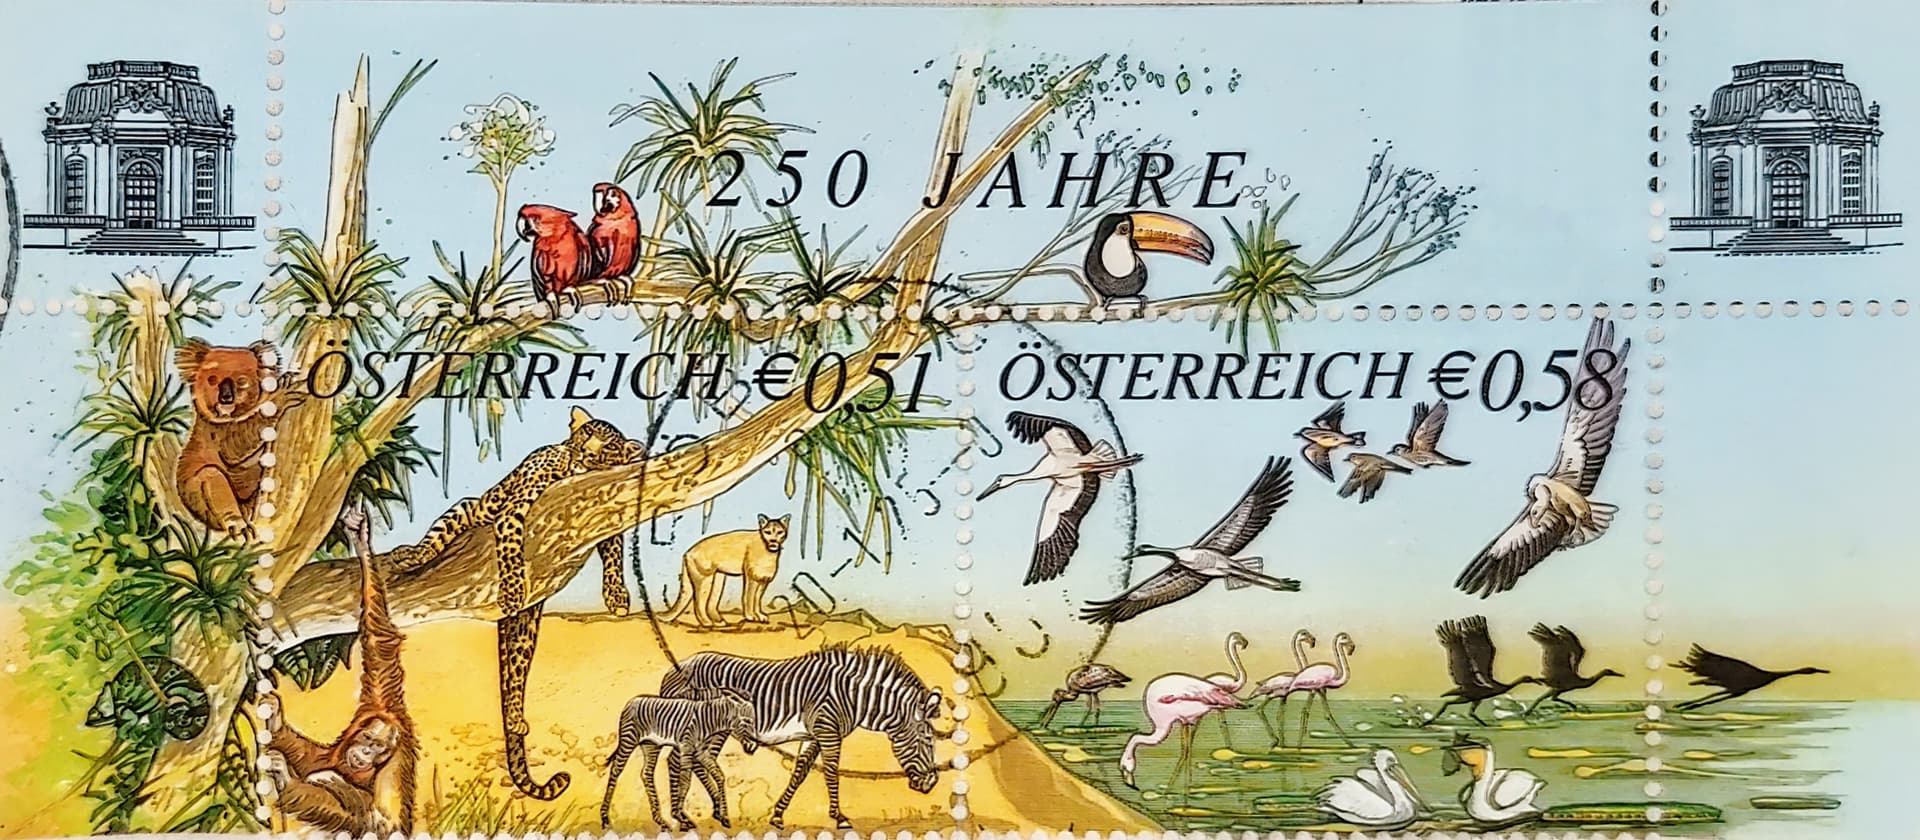 250 JAHRE
ÖSTERREICH €0,51
ÖSTERREICH €0,58